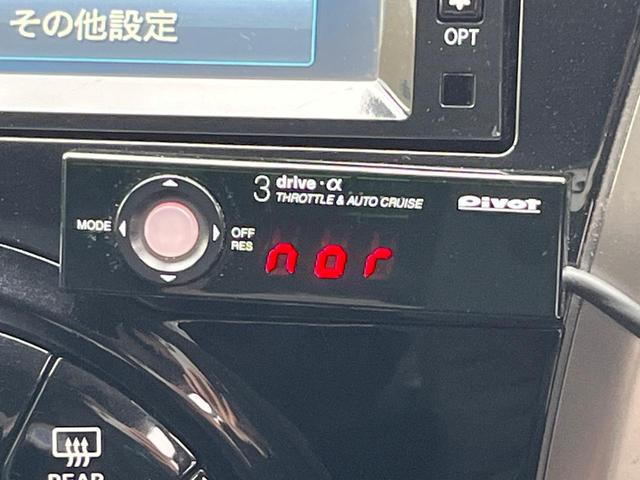 その他設定
OPT
3 drive·α
THROTTLE & AUTO CRUISE
Pivot
MODE
OFF
RES
nor
REAR